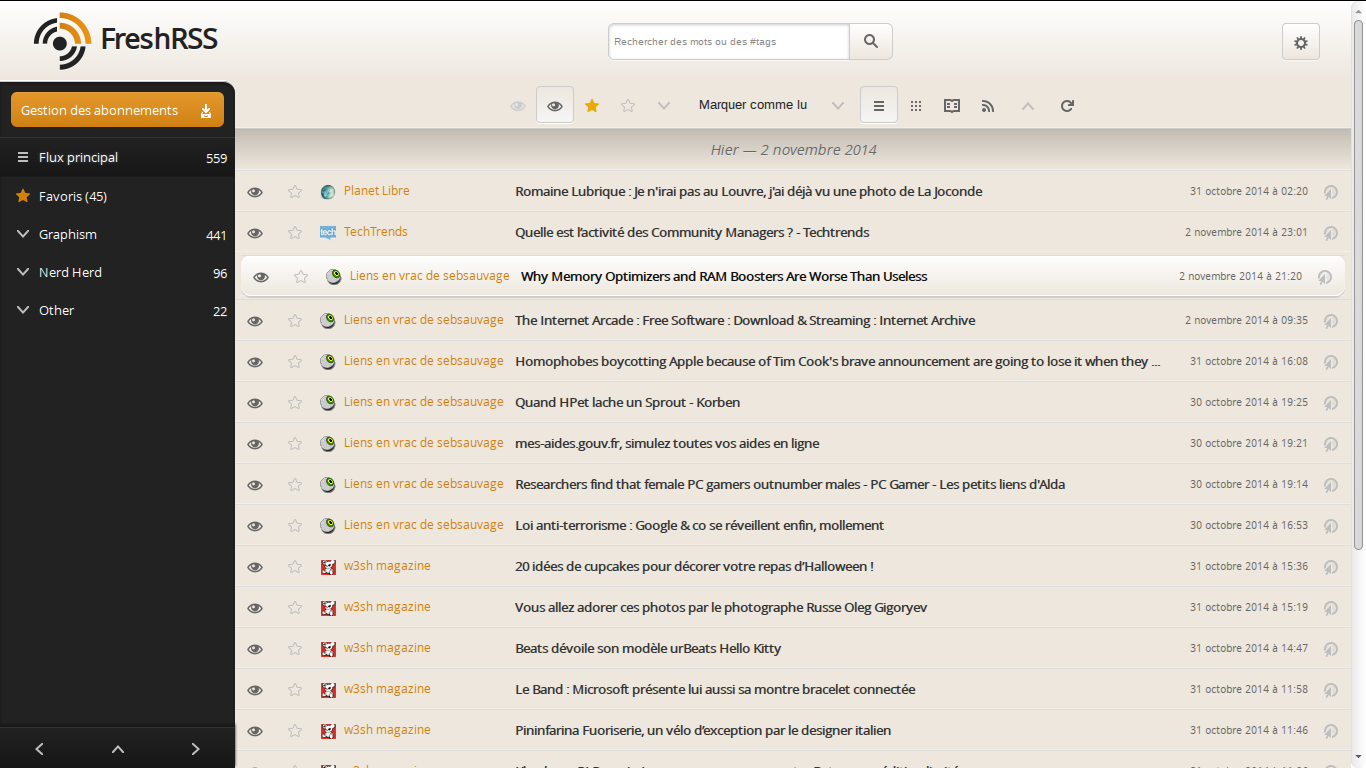 FreshRSS
Rechercher des mots ou des #tags
Gestion des abonnements
Marquer comme lu
Flux principal 559
Favoris (45)
Graphism 441
Nerd Herd 96
Other 22
Hier — 2 novembre 2014
Planet Libre Romaine Lubrique : Je n'irai pas au Louvre, j'ai déjà vu une photo de La Joconde 31 octobre 2014 à 02:20
TechTrends Quelle est l’activité des Community Managers ? - Techtrends 2 novembre 2014 à 23:01
Liens en vrac de sebsauvage Why Memory Optimizers and RAM Boosters Are Worse Than Useless 2 novembre 2014 à 21:20
Liens en vrac de sebsauvage The Internet Arcade : Free Software : Download & Streaming : Internet Archive 2 novembre 2014 à 09:35
Liens en vrac de sebsauvage Homophobes boycotting Apple because of Tim Cook's brave announcement are going to lose it when they ... 31 octobre 2014 à 16:08
Liens en vrac de sebsauvage Quand HPet lache un Sprout - Korben 30 octobre 2014 à 19:25
Liens en vrac de sebsauvage mes-aides.gouv.fr, simulez toutes vos aides en ligne 30 octobre 2014 à 19:21
Liens en vrac de sebsauvage Researchers find that female PC gamers outnumber males - PC Gamer - Les petits liens d'Alda 30 octobre 2014 à 19:14
Liens en vrac de sebsauvage Loi anti-terrorisme : Google & co se réveillent enfin, mollement 30 octobre 2014 à 16:53
w3sh magazine 20 idées de cupcakes pour décorer votre repas d’Halloween ! 31 octobre 2014 à 15:36
w3sh magazine Vous allez adorer ces photos par le photographe Russe Oleg Gigoryev 31 octobre 2014 à 15:19
w3sh magazine Beats dévoile son modèle urBeats Hello Kitty 31 octobre 2014 à 14:47
w3sh magazine Le Band : Microsoft présente lui aussi sa montre bracelet connectée 31 octobre 2014 à 11:58
w3sh magazine Pininfarina Fuoriserie, un vélo d’exception par le designer italien 31 octobre 2014 à 11:46